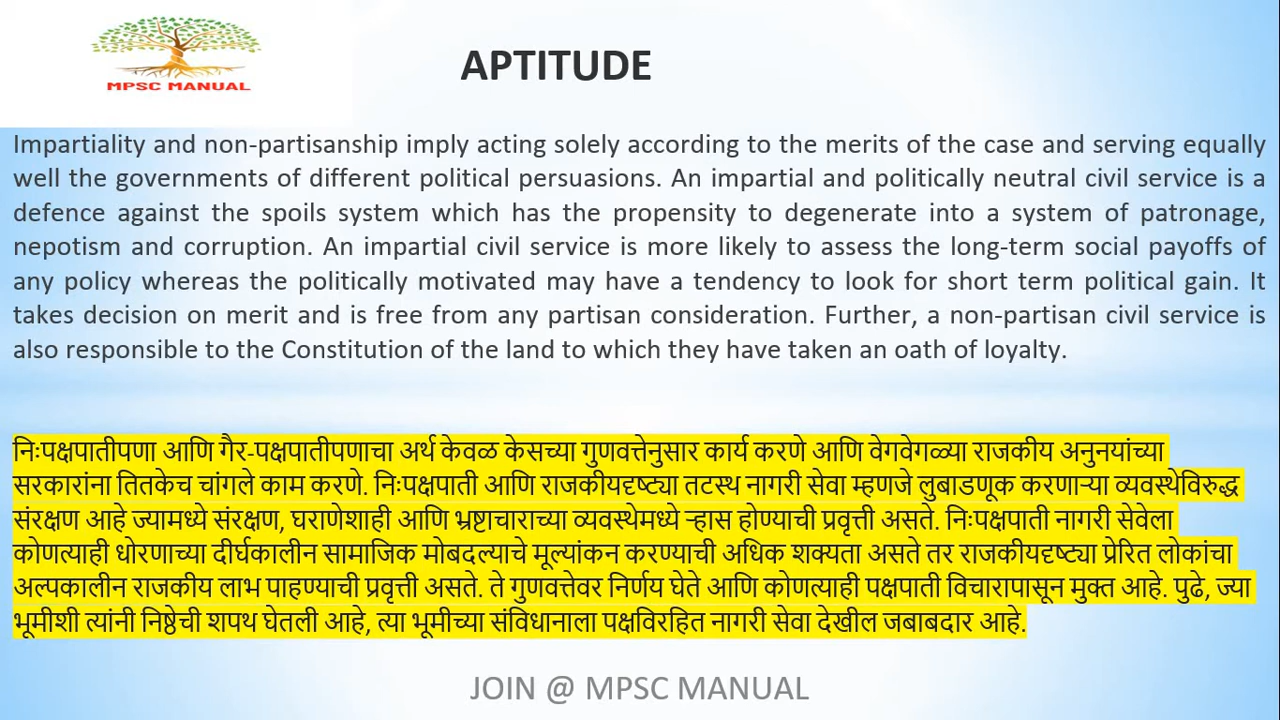 MPSC MANUAL
APTITUDE
Impartiality and non-partisanship imply acting solely according to the merits of the case and serving equally
well the governments of different political persuasions. An impartial and politically neutral civil service is a
defence against the spoils system which has the propensity to degenerate into a system of patronage,
nepotism and corruption. An impartial civil service is more likely to assess the long-term social payoffs of
any policy whereas the politically motivated may have a tendency to look for short term political gain. It
takes decision on merit and is free from any partisan consideration. Further, a non-partisan civil service is
also responsible to the Constitution of the land to which they have taken an oath of loyalty.
निःपक्षपातीपणा आणि गैर-पक्षपातीपणाचा अर्थ केवळ केसच्या गुणवत्तेनुसार कार्य करणे आणि वेगवेगळ्या राजकीय अनुनयांच्या
सरकारांना तितकेच चांगले काम करणे. निःपक्षपाती आणि राजकीयदृष्ट्या तटस्थ नागरी सेवा म्हणजे लुबाडणूक करणाऱ्या व्यवस्थेविरुद्ध
संरक्षण आहे ज्यामध्ये संरक्षण, घराणेशाही आणि भ्रष्टाचाराच्या व्यवस्थेमध्ये ऱ्हास होण्याची प्रवृत्ती असते. निःपक्षपाती नागरी सेवेला
कोणत्याही धोरणाच्या दीर्घकालीन सामाजिक मोबदल्याचे मूल्यांकन करण्याची अधिक शक्यता असते तर राजकीयदृष्ट्या प्रेरित लोकांचा
अल्पकालीन राजकीय लाभ पाहण्याची प्रवृत्ती असते. ते गुणवत्तेवर निर्णय घेते आणि कोणत्याही पक्षपाती विचारापासून मुक्त आहे. पुढे, ज्या
भूमीशी त्यांनी निष्ठेची शपथ घेतली आहे, त्या भूमीच्या संविधानाला पक्षविरहित नागरी सेवा देखील जबाबदार आहे.
JOIN @ MPSC MANUAL